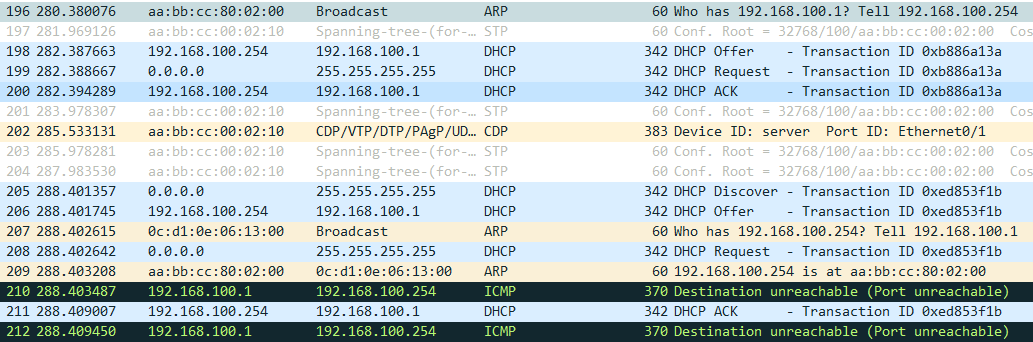 196 280.380076 aa:bb:cc:80:02:00 Broadcast ARP 60 Who has 192.168.100.1? Tell 192.168.100.254
197 281.969126 aa:bb:cc:00:02:10 Spanning-tree-(for-… STP 60 Conf. Root = 32768/100/aa:bb:cc:00:02:00 Cos
198 282.387663 192.168.100.254 192.168.100.1 DHCP 342 DHCP Offer - Transaction ID 0xb886a13a
199 282.388667 0.0.0.0 255.255.255.255 DHCP 342 DHCP Request - Transaction ID 0xb886a13a
200 282.394289 192.168.100.254 192.168.100.1 DHCP 342 DHCP ACK - Transaction ID 0xb886a13a
201 283.978307 aa:bb:cc:00:02:10 Spanning-tree-(for-… STP 60 Conf. Root = 32768/100/aa:bb:cc:00:02:00 Cos
202 285.533131 aa:bb:cc:00:02:10 CDP/VTP/DTP/PAgP/UD… CDP 383 Device ID: server Port ID: Ethernet0/1
203 285.978281 aa:bb:cc:00:02:10 Spanning-tree-(for-… STP 60 Conf. Root = 32768/100/aa:bb:cc:00:02:00 Cos
204 287.983530 aa:bb:cc:00:02:10 Spanning-tree-(for-… STP 60 Conf. Root = 32768/100/aa:bb:cc:00:02:00 Cos
205 288.401357 0.0.0.0 255.255.255.255 DHCP 342 DHCP Discover - Transaction ID 0xed853f1b
206 288.401745 192.168.100.254 192.168.100.1 DHCP 342 DHCP Offer - Transaction ID 0xed853f1b
207 288.402615 0c:d1:0e:06:13:00 Broadcast ARP 60 Who has 192.168.100.254? Tell 192.168.100.1
208 288.402642 0.0.0.0 255.255.255.255 DHCP 342 DHCP Request - Transaction ID 0xed853f1b
209 288.403208 aa:bb:cc:80:02:00 0c:d1:0e:06:13:00 ARP 60 192.168.100.254 is at aa:bb:cc:80:02:00
210 288.403487 192.168.100.1 192.168.100.254 ICMP 370 Destination unreachable (Port unreachable)
211 288.409007 192.168.100.254 192.168.100.1 DHCP 342 DHCP ACK - Transaction ID 0xed853f1b
212 288.409450 192.168.100.1 192.168.100.254 ICMP 370 Destination unreachable (Port unreachable)